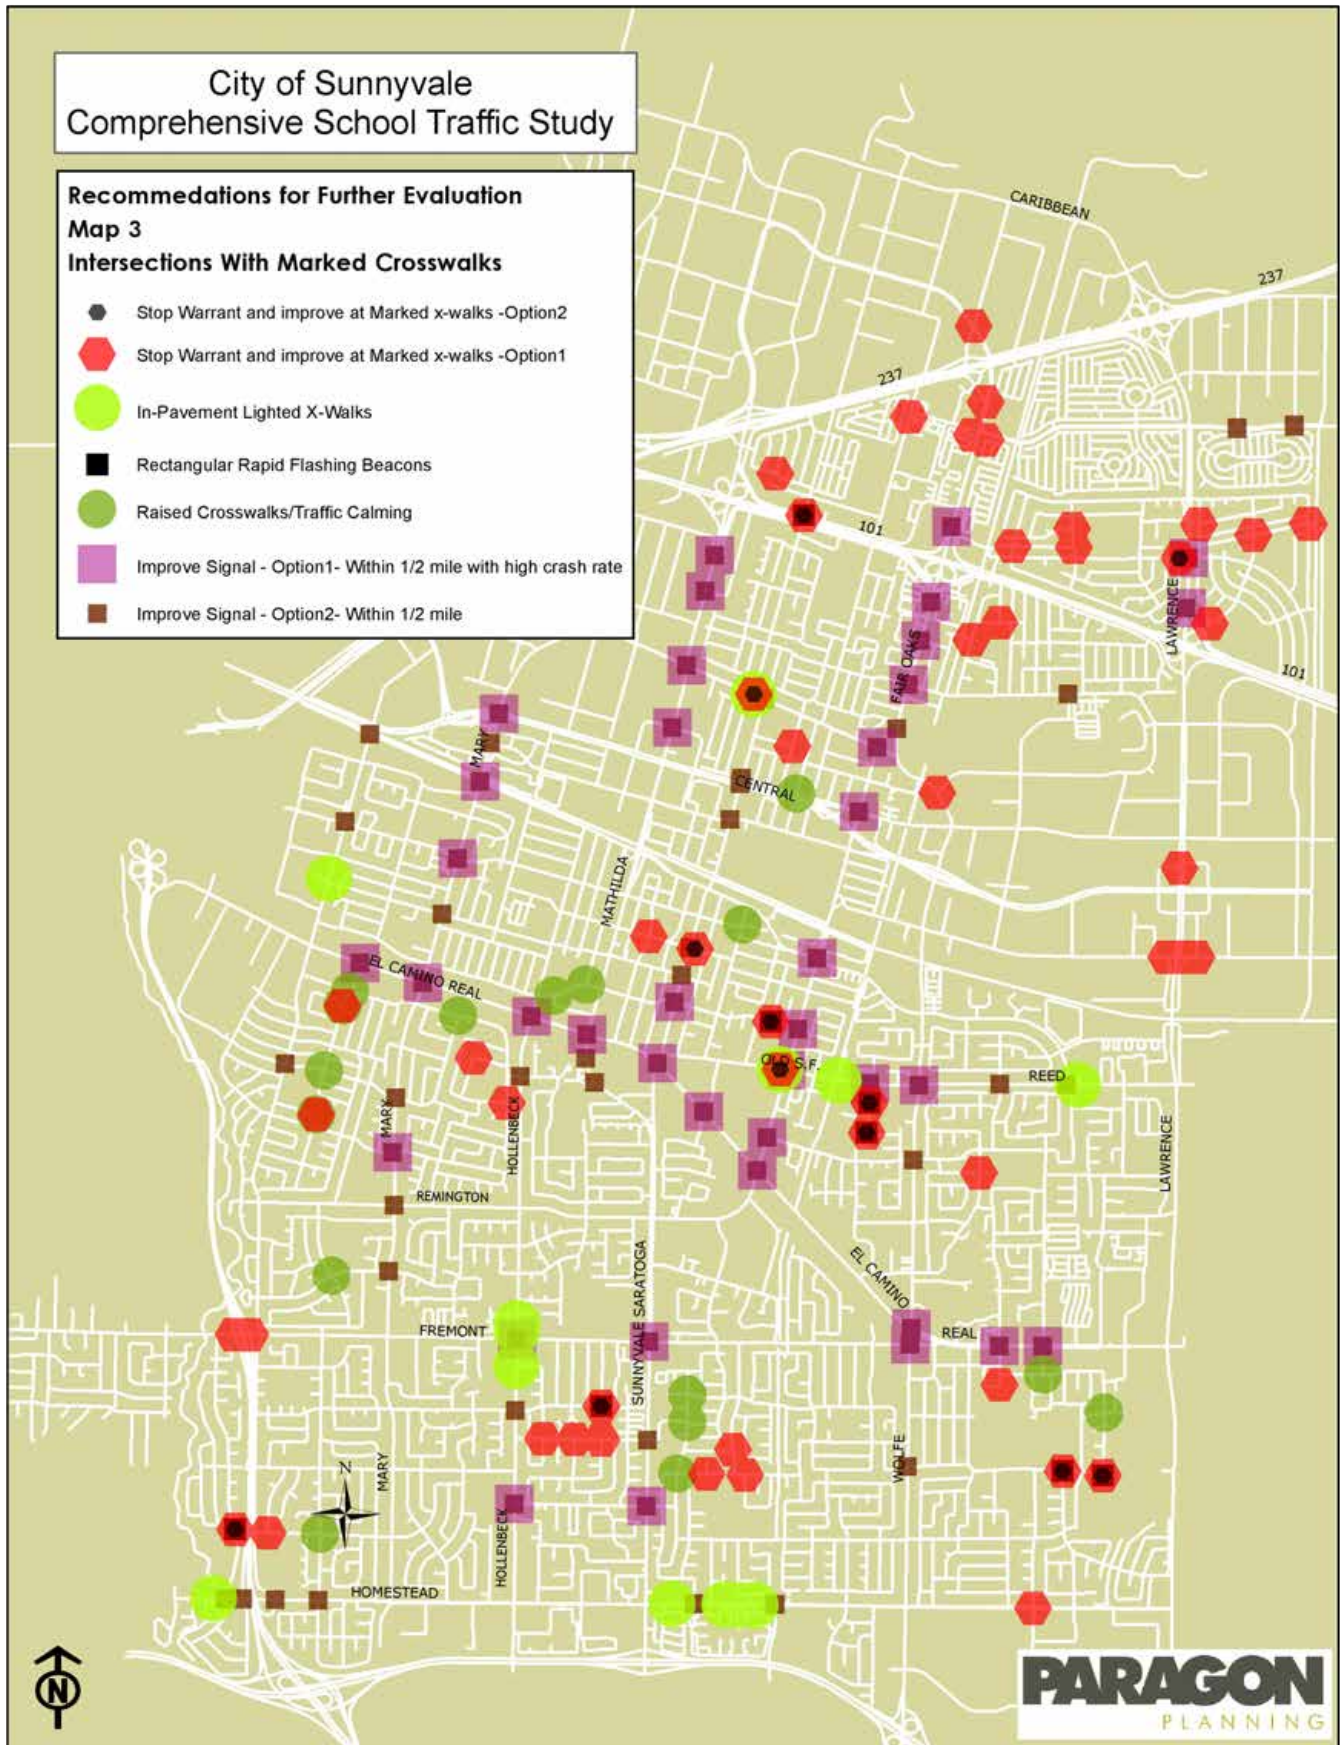 City of Sunnyvale
Comprehensive School Traffic Study
Recommedations for Further Evaluation
Map 3
Intersections With Marked Crosswalks
Stop Warrant and improve at Marked x-walks -Option2
Stop Warrant and improve at Marked x-walks -Option1
In-Pavement Lighted X-Walks
Rectangular Rapid Flashing Beacons
Raised Crosswalks/Traffic Calming
Improve Signal - Option1- Within 1/2 mile with high crash rate
Improve Signal - Option2- Within 1/2 mile
CARIBBEAN
237
237
101
LAWRENCE
FAIR OAKS
101
MARY
CENTRAL
MATHILDA
EL CAMINO REAL
OLD S.F.
REED
MARY
HOLLENBECK
LAWRENCE
REMINGTON
SUNNYVALE SARATOGA
EL CAMINO
FREMONT
REAL
WOLFE
MARY
N
HOLLENBECK
HOMESTEAD
N
PARAGON
PLANNING